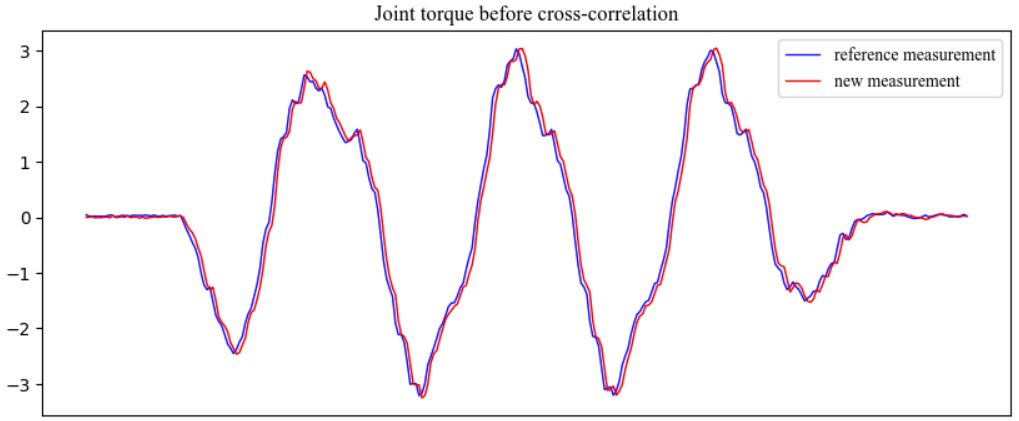 Joint torque before cross-correlation
reference measurement
new measurement
3
2
1
0
−1
−2
−3